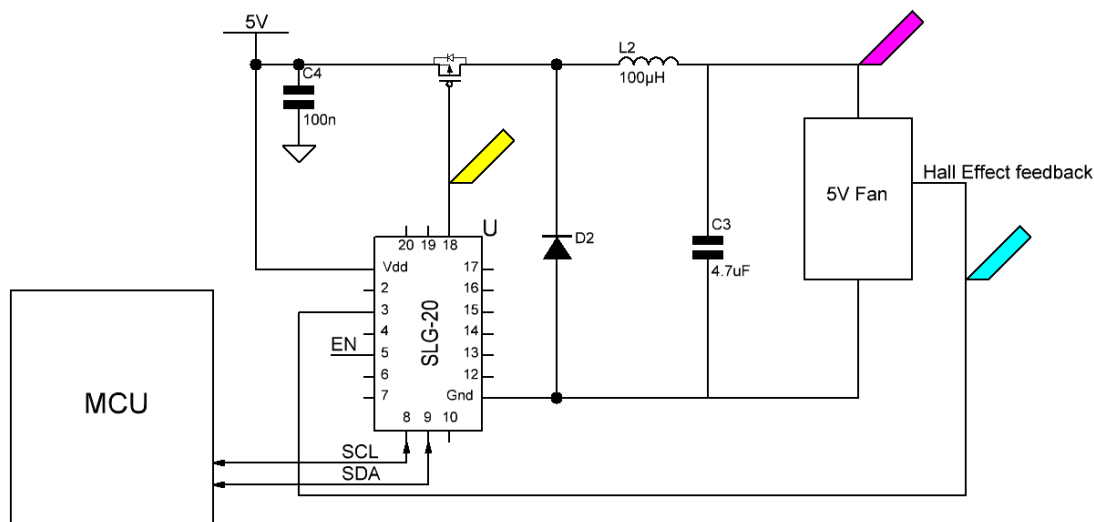 5V
C4
100n
L2
100µH
Hall Effect feedback
5V Fan
U
20 19 18
D2
C3
4.7uF
Vdd 17
2 16
3 15
4 14
EN 5 13
6 12
7 Gnd
SLG-20
8 9 10
MCU
SCL
SDA